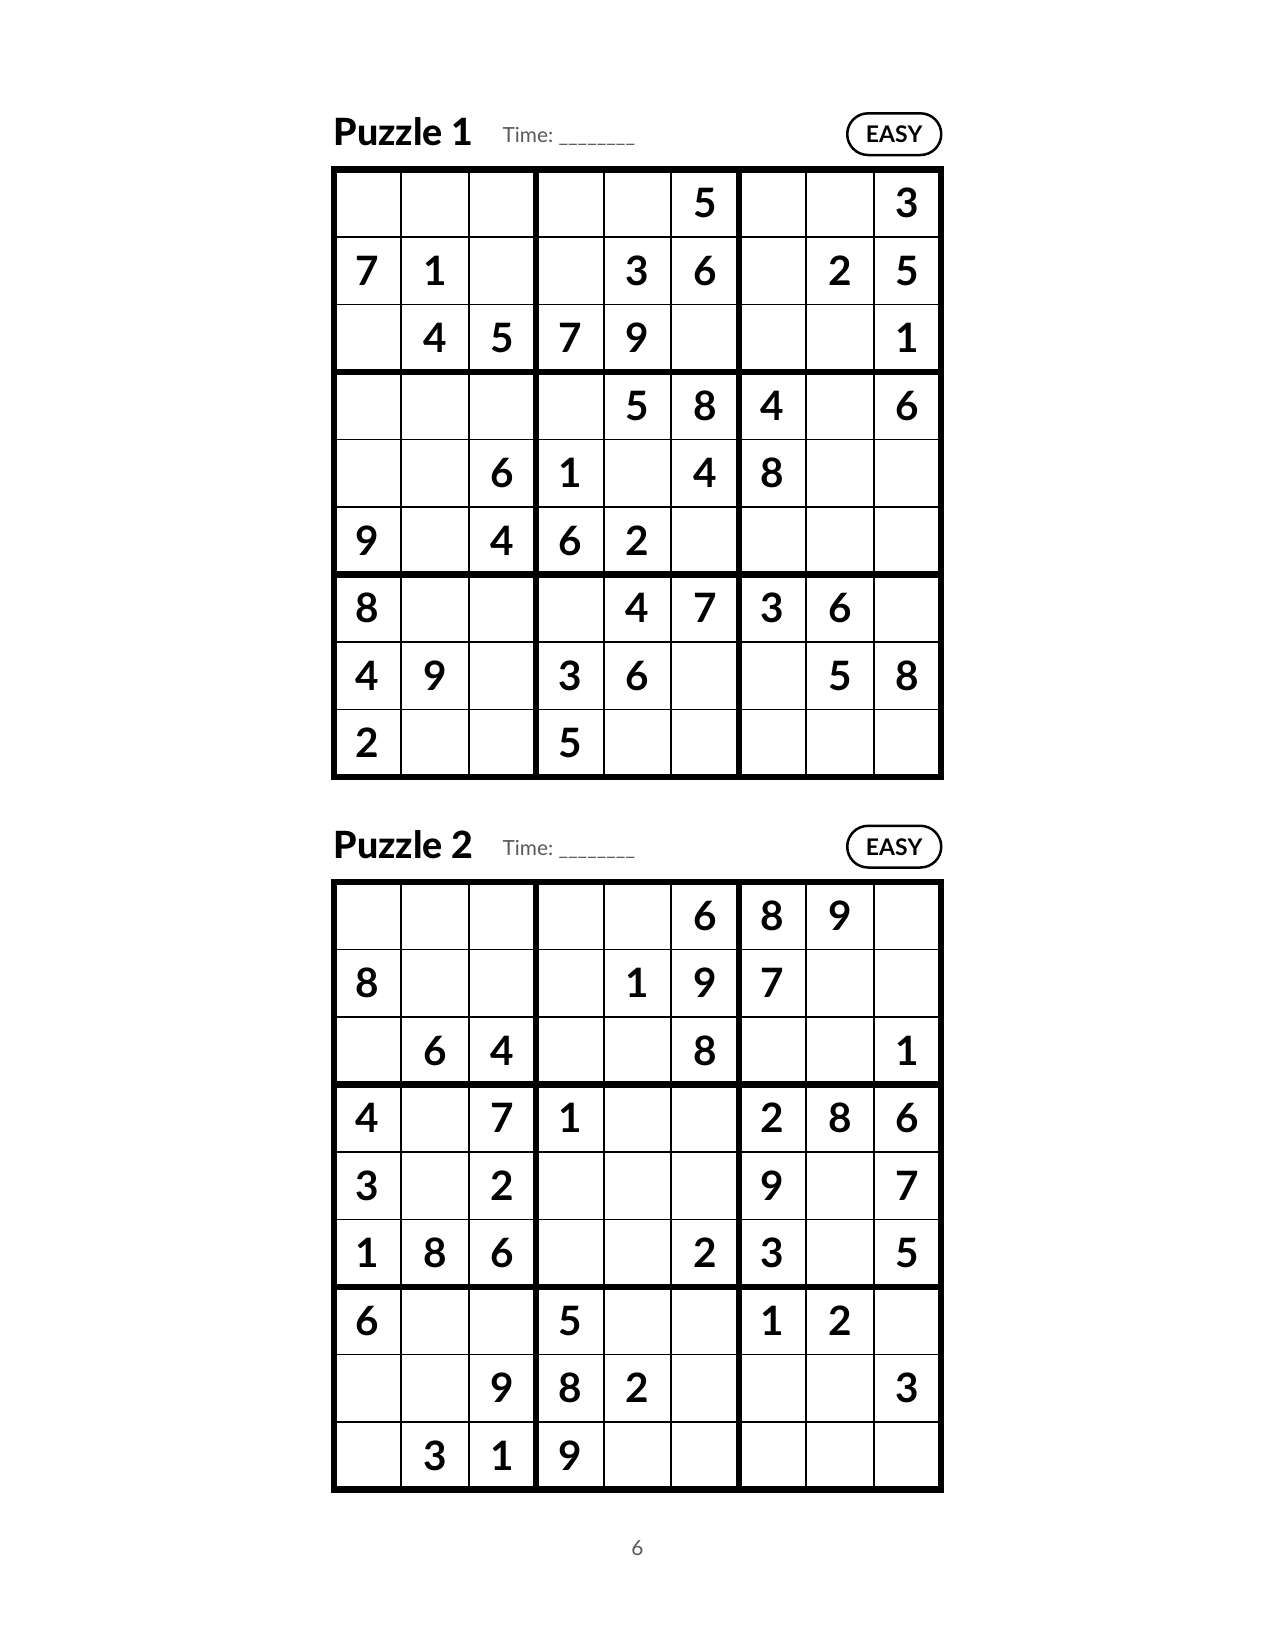 Puzzle 1 Time: ________ EASY
5 3
7 1 3 6 2 5
4 5 7 9 1
5 8 4 6
6 1 4 8
9 4 6 2
8 4 7 3 6
4 9 3 6 5 8
2 5
Puzzle 2 Time: ________ EASY
6 8 9
8 1 9 7
6 4 8 1
4 7 1 2 8 6
3 2 9 7
1 8 6 2 3 5
6 5 1 2
9 8 2 3
3 1 9
6